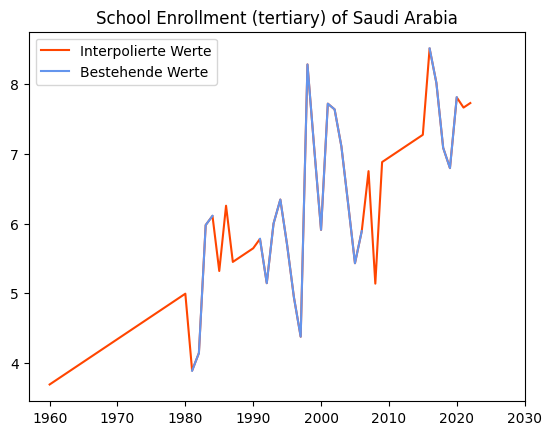 School Enrollment (tertiary) of Saudi Arabia
Interpolierte Werte
Bestehende Werte
8
7
6
5
4
1960 1970 1980 1990 2000 2010 2020 2030